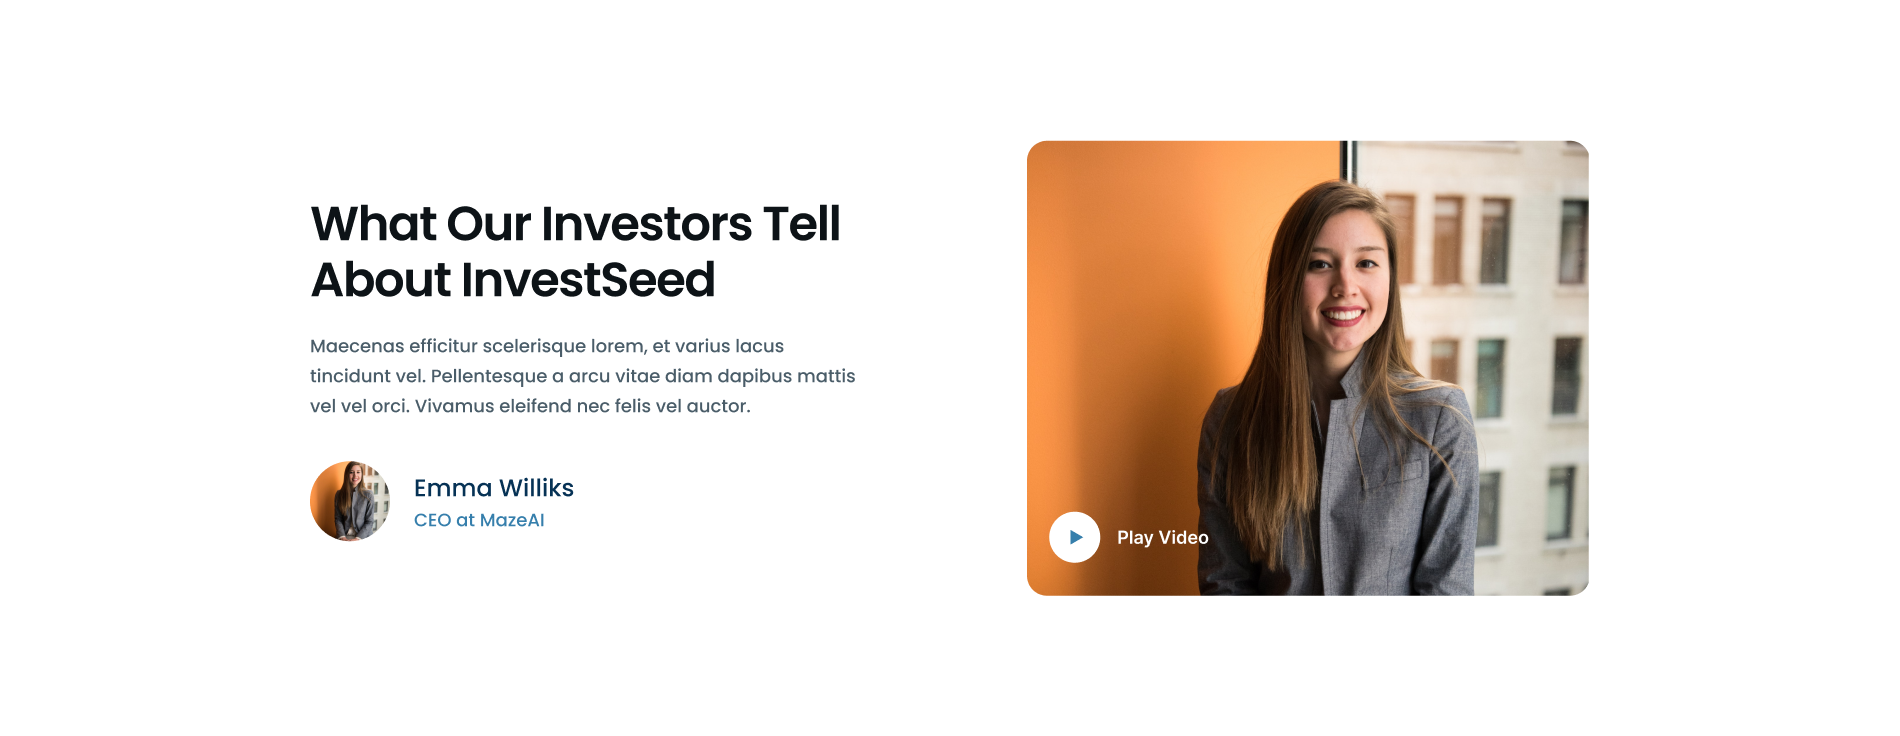 What Our Investors Tell
About InvestSeed
Maecenas efficitur scelerisque lorem, et varius lacus
tincidunt vel. Pellentesque a arcu vitae diam dapibus mattis
vel vel orci. Vivamus eleifend nec felis vel auctor.
Emma Williks
CEO at MazeAI
Play Video